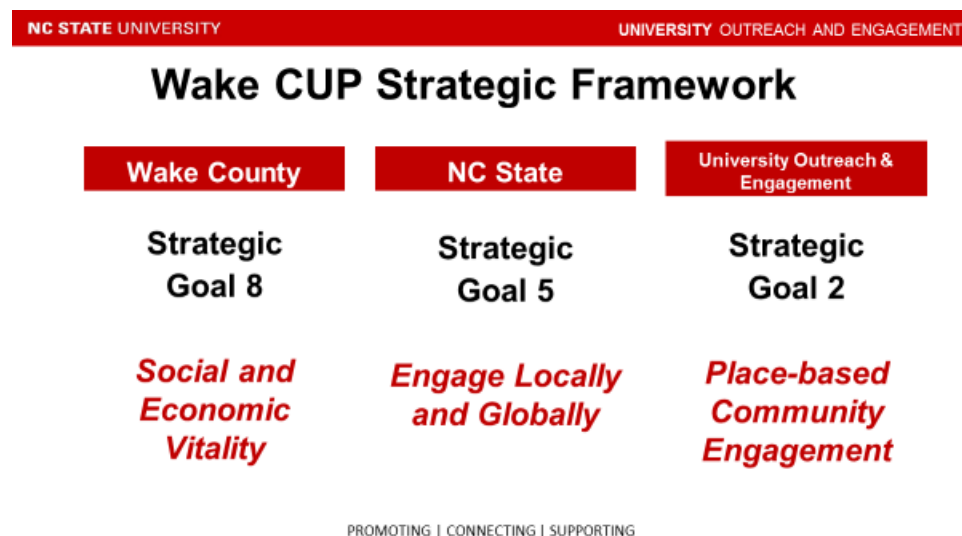 NC STATE UNIVERSITY
UNIVERSITY OUTREACH AND ENGAGEMENT
Wake CUP Strategic Framework
Wake County
Strategic
Goal 8
Social and
Economic
Vitality
NC State
Strategic
Goal 5
Engage Locally
and Globally
University Outreach &
Engagement
Strategic
Goal 2
Place-based
Community
Engagement
PROMOTING | CONNECTING | SUPPORTING